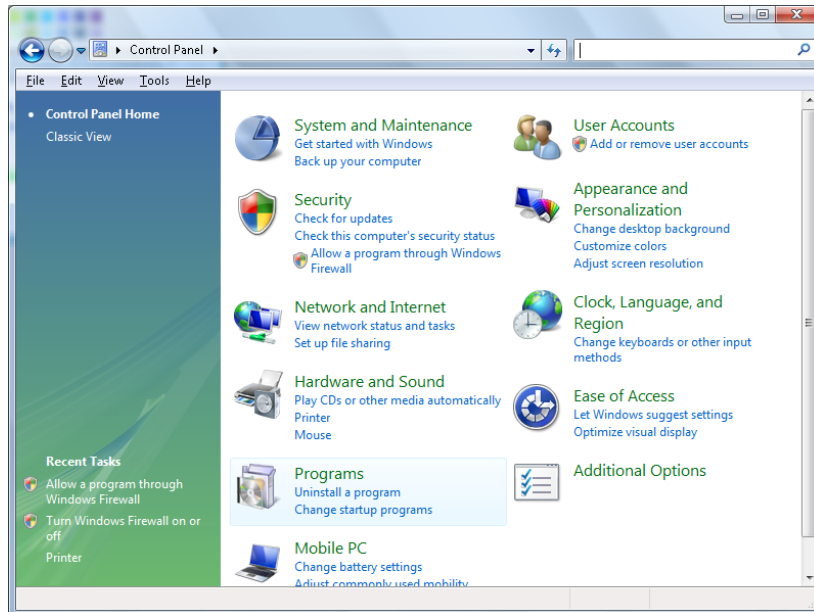 Control Panel
File Edit View Tools Help
Control Panel Home
Classic View
Recent Tasks
Allow a program through
Windows Firewall
Turn Windows Firewall on or
off
Printer
System and Maintenance
Get started with Windows
Back up your computer
Security
Check for updates
Check this computer's security status
Allow a program through Windows
Firewall
Network and Internet
View network status and tasks
Set up file sharing
Hardware and Sound
Play CDs or other media automatically
Printer
Mouse
Programs
Uninstall a program
Change startup programs
Mobile PC
Change battery settings
Adjust commonly used mobility
User Accounts
Add or remove user accounts
Appearance and
Personalization
Change desktop background
Customize colors
Adjust screen resolution
Clock, Language, and
Region
Change keyboards or other input
methods
Ease of Access
Let Windows suggest settings
Optimize visual display
Additional Options